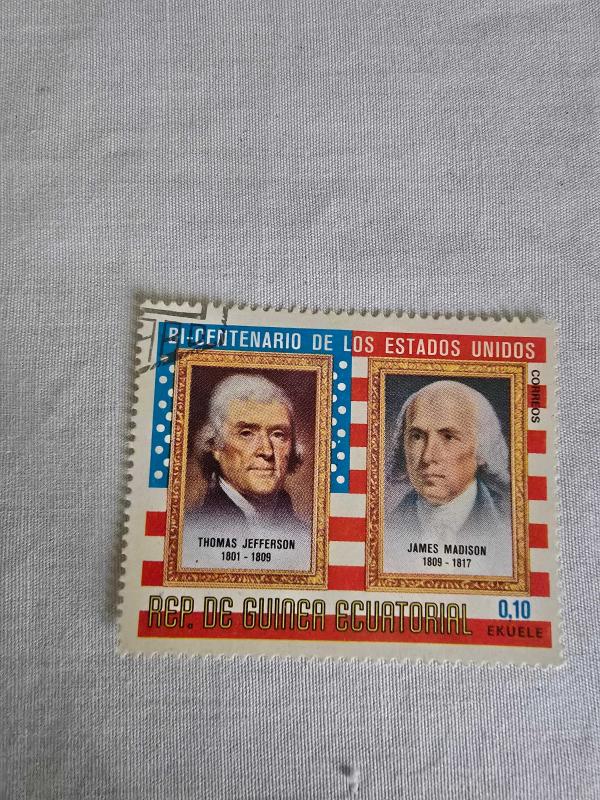 BI-CENTENARIO DE LOS ESTADOS UNIDOS
CORREOS
THOMAS JEFFERSON
1801 - 1809
JAMES MADISON
1809 - 1817
REP. DE GUINEA ECUATORIAL
0,10
EKUELE